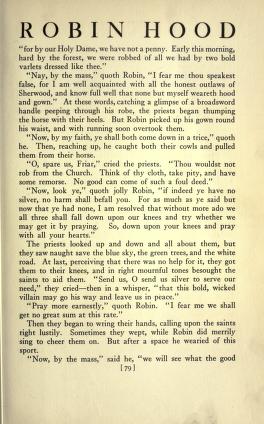 ROBIN HOOD
"for by our Holy Dame, we have not a penny. Early this morning,
hard by the forest, we were robbed of all we had by two bold
varlets dressed like thee."
"Nay, by the mass," quoth Robin, "I fear me thou speakest
false, for I am well acquainted with all the honest outlaws of
Sherwood, and know full well that none but myself weareth hood
and gown." At these words, catching a glimpse of a broadsword
handle peeping through his robe, the priests began thumping
the horse with their heels. But Robin picked up his gown round
his waist, and with running soon overtook them.
"Now, by my faith, ye shall both come down in a trice," quoth
he. Then, reaching up, he caught both their cowls and pulled
them from their horse.
"O, spare us, Friar," cried the priests. "Thou wouldst not
rob from the Church. Think of thy cloth, take pity, and have
some remorse. No good can come of such a foul deed."
"Now, look ye," quoth jolly Robin, "if indeed ye have no
silver, no harm shall befall you. For as much as ye said but
now that ye had none, I am resolved that without more ado we
all three shall fall down upon our knees and try whether we
may get it by praying. So, down upon your knees and pray
with all your hearts."
The priests looked up and down and all about them, but
they saw naught save the blue sky, the green trees, and the white
road. At last, perceiving that there was no help for it, they got
them to their knees, and in right mournful tones besought the
saints to aid them. "Send us, O send us silver to serve our
need," they cried—then in a whisper, "that this bold, wicked
villain may go his way and leave us in peace."
"Pray more earnestly," quoth Robin. "I fear me we shall
get no great sum at this rate."
Then they began to wring their hands, calling upon the saints
right lustily. Sometimes they wept, while Robin did merrily
sing to cheer them on. But after a space he wearied of this
sport.
"Now, by the mass," said he, "we will see what the good
[79]